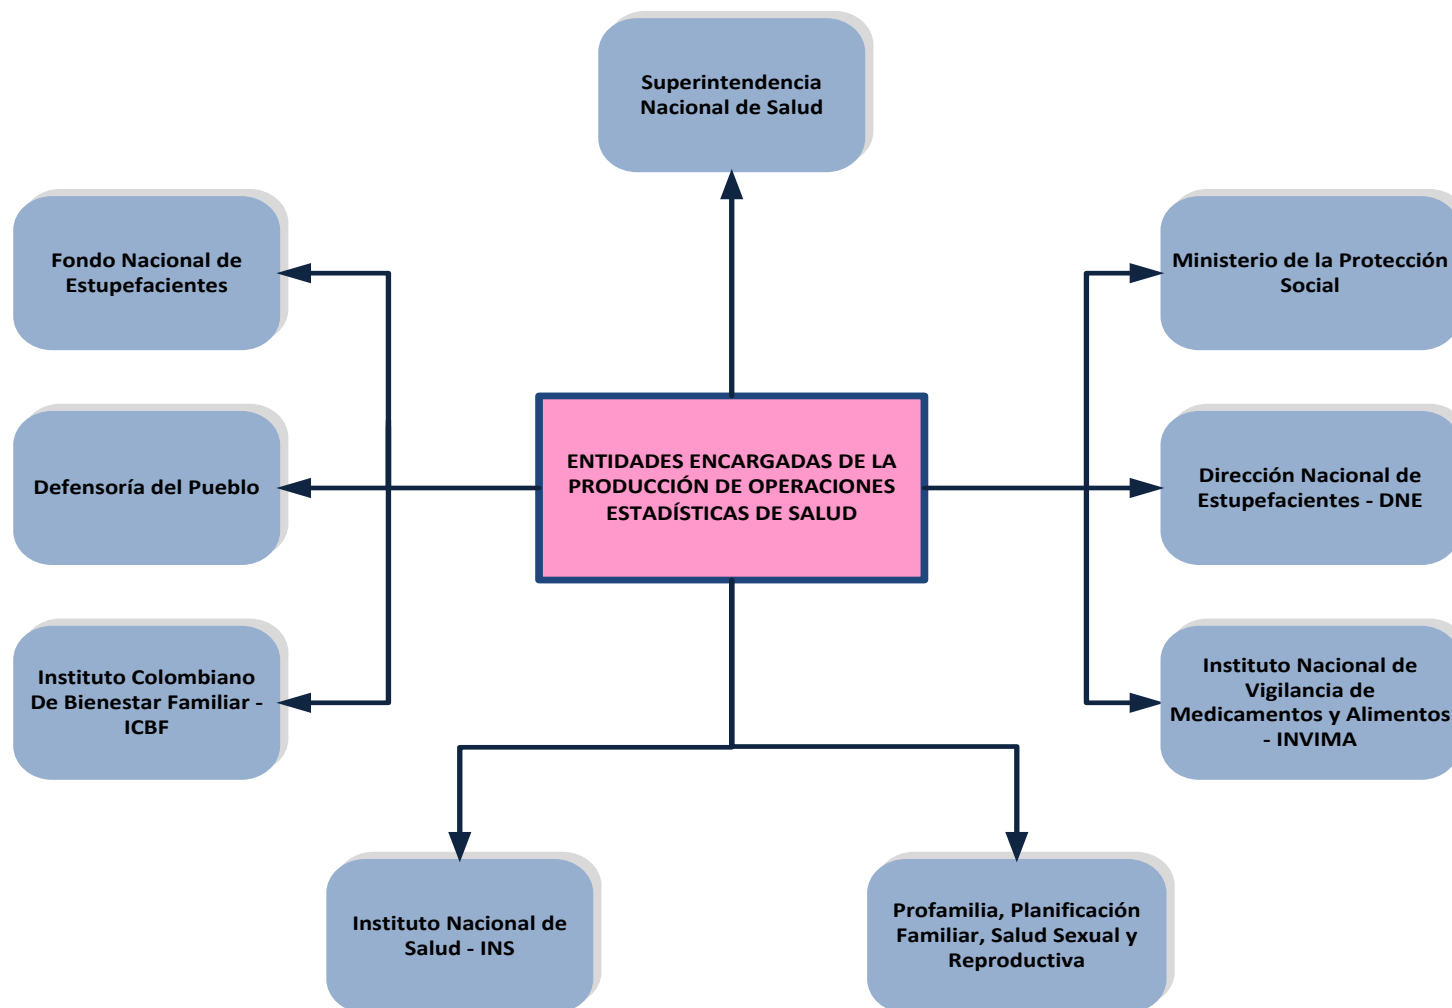 Superintendencia
Nacional de Salud
Fondo Nacional de
Estupefacientes
Ministerio de la Protección
Social
ENTIDADES ENCARGADAS DE LA
PRODUCCIÓN DE OPERACIONES
ESTADÍSTICAS DE SALUD
Defensoría del Pueblo
Dirección Nacional de
Estupefacientes - DNE
Instituto Colombiano
De Bienestar Familiar -
ICBF
Instituto Nacional de
Vigilancia de
Medicamentos y Alimentos
- INVIMA
Instituto Nacional de
Salud - INS
Profamilia, Planificación
Familiar, Salud Sexual y
Reproductiva